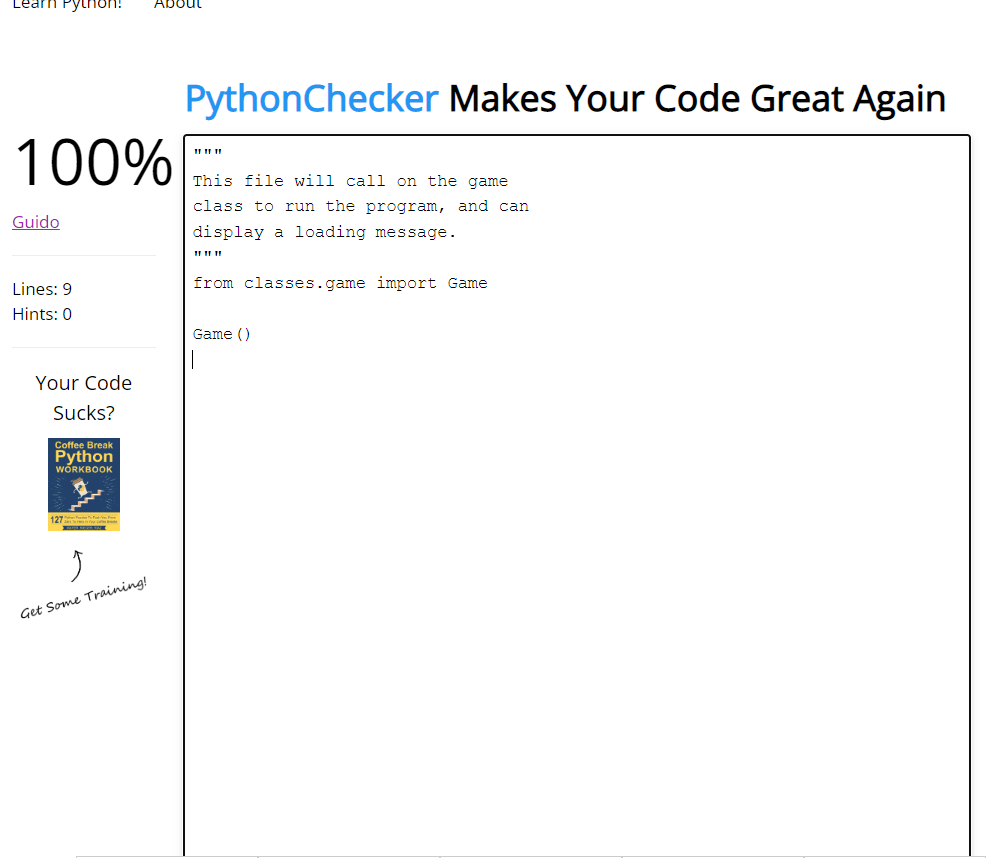 Learn Python! About
PythonChecker Makes Your Code Great Again
100%
Guido
Lines: 9
Hints: 0
Your Code
Sucks?
Coffee Break
Python
WORKBOOK
127
Get Some Training!
"""
This file will call on the game
class to run the program, and can
display a loading message.
"""
from classes.game import Game
Game()